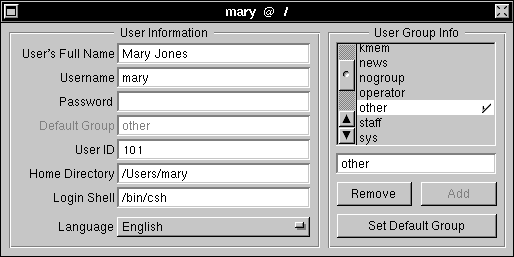 mary @ /
User Information
User's Full Name Mary Jones
Username mary
Password
Default Group other
User ID 101
Home Directory /Users/mary
Login Shell /bin/csh
Language English
User Group Info
kmem
news
nogroup
operator
other
staff
sys
other
Remove Add
Set Default Group